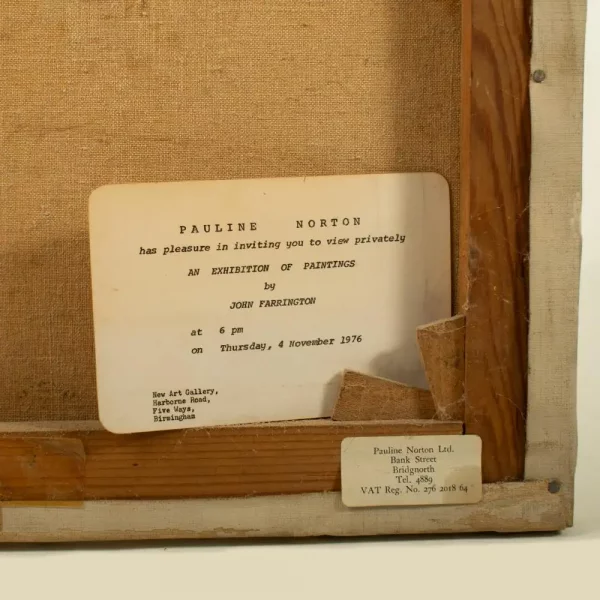 PAULINE NORTON
has pleasure in inviting you to view privately
AN EXHIBITION OF PAINTINGS
by
JOHN FARRINGTON
at 6 pm
on Thursday, 4 November 1976
New Art Gallery,
Harborne Road,
Five Ways,
Birmingham
Pauline Norton Ltd.
Bank Street
Bridgnorth
Tel. 4889
VAT Reg. No. 276 2018 64